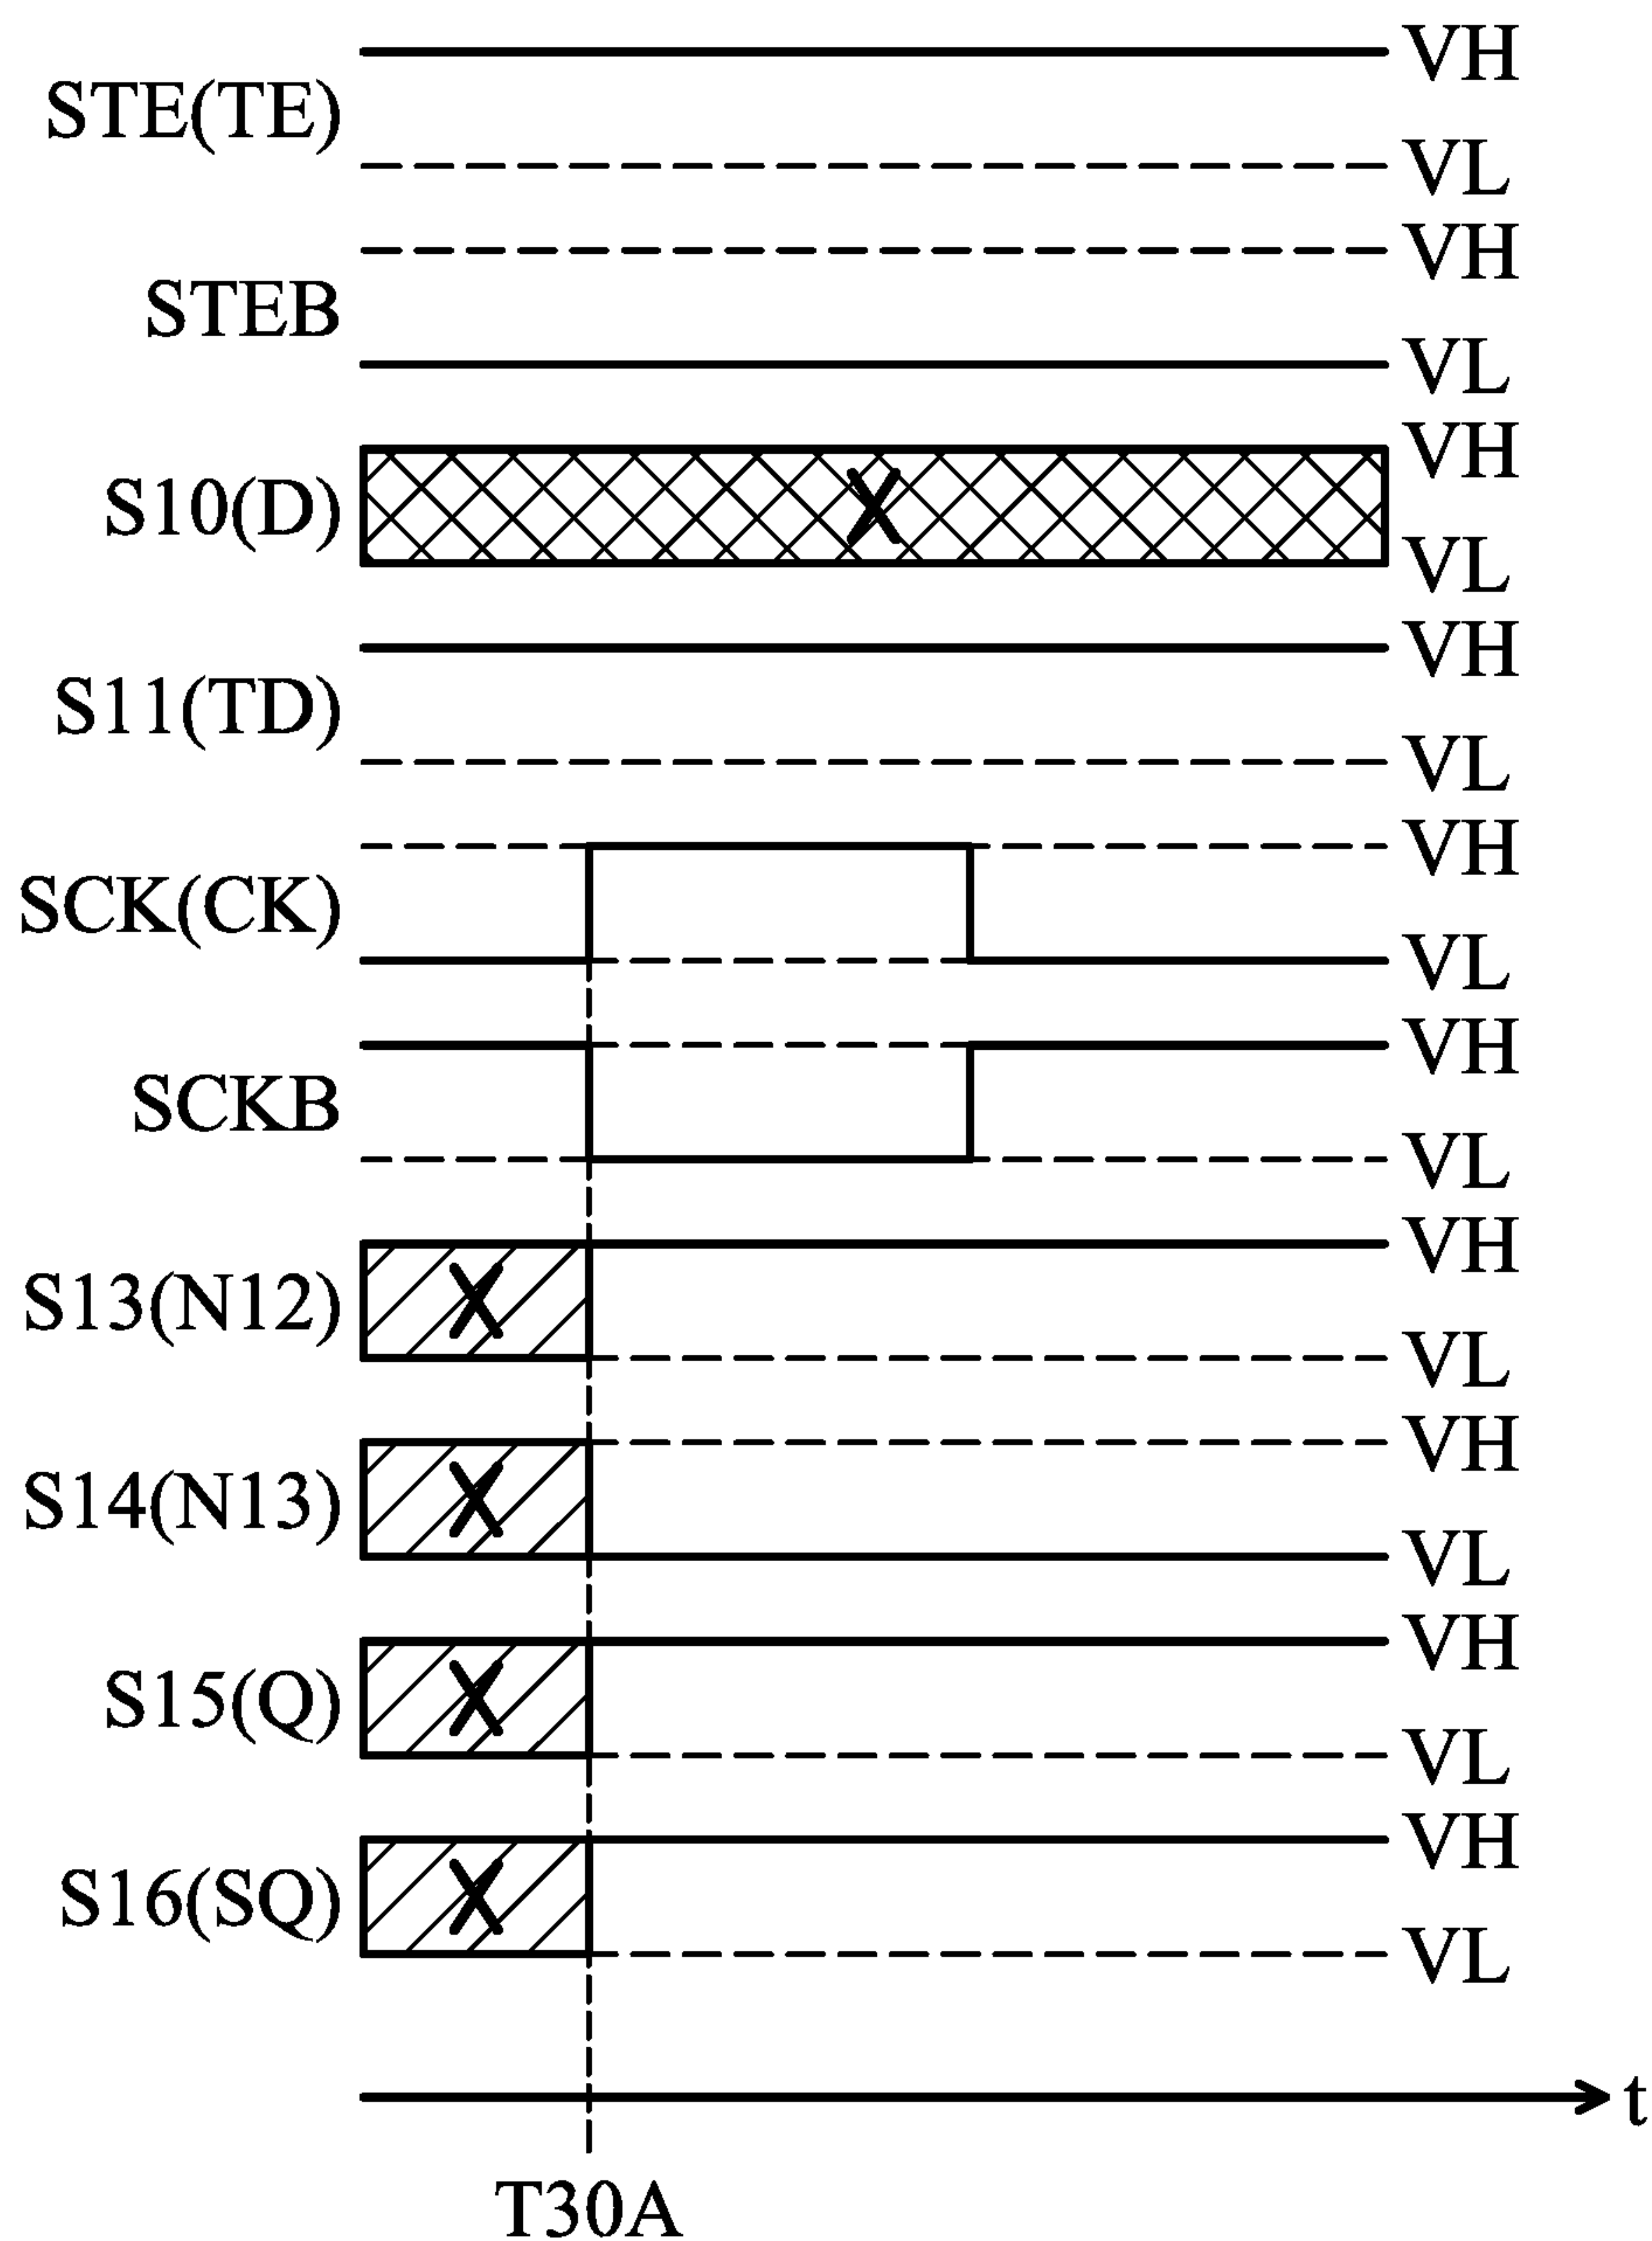 VH
STE(TE)
VL
VH
STEB
VL
VH
S10(D) X
VL
VH
S11(TD)
VL
VH
SCK(CK)
VL
VH
SCKB
VL
VH
S13(N12) X
VL
VH
S14(N13) X
VL
VH
S15(Q) X
VL
VH
S16(SQ) X
VL
t
T30A